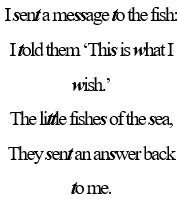 I sent a message to the fish:
I told them ‘This is what I
wish.’
The little fishes of the sea,
They sent an answer back
to me.